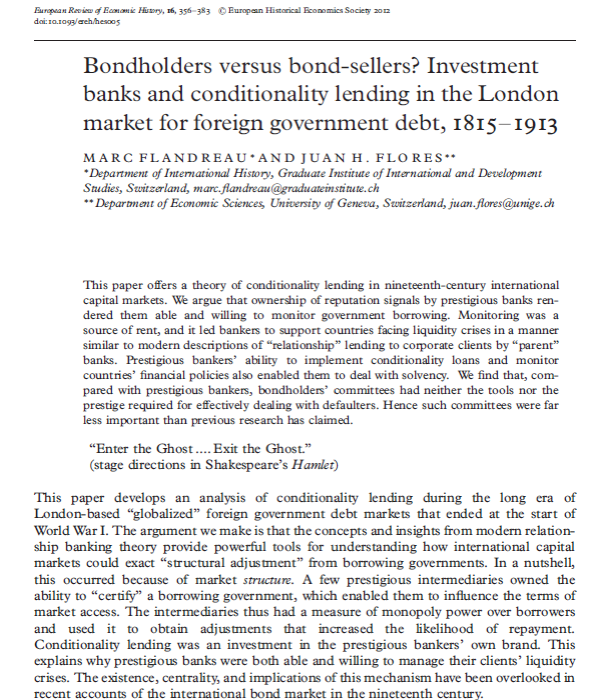 European Review of Economic History, 16, 356–383 © European Historical Economics Society 2012
doi:10.1093/ereh/hes005
Bondholders versus bond-sellers? Investment
banks and conditionality lending in the London
market for foreign government debt, 1815–1913
MARC FLANDREAU* AND JUAN H. FLORES**
*Department of International History, Graduate Institute of International and Development
Studies, Switzerland, marc.flandreau@graduateinstitute.ch
**Department of Economic Sciences, University of Geneva, Switzerland, juan.flores@unige.ch
This paper offers a theory of conditionality lending in nineteenth-century international
capital markets. We argue that ownership of reputation signals by prestigious banks ren-
dered them able and willing to monitor government borrowing. Monitoring was a
source of rent, and it led bankers to support countries facing liquidity crises in a manner
similar to modern descriptions of “relationship” lending to corporate clients by “parent”
banks. Prestigious bankers’ ability to implement conditionality loans and monitor
countries’ financial policies also enabled them to deal with solvency. We find that, com-
pared with prestigious bankers, bondholders’ committees had neither the tools nor the
prestige required for effectively dealing with defaulters. Hence such committees were far
less important than previous research has claimed.
“Enter the Ghost .... Exit the Ghost.”
(stage directions in Shakespeare’s Hamlet)
This paper develops an analysis of conditionality lending during the long era of
London-based “globalized” foreign government debt markets that ended at the start of
World War I. The argument we make is that the concepts and insights from modern relation-
ship banking theory provide powerful tools for understanding how international capital
markets could exact “structural adjustment” from borrowing governments. In a nutshell,
this occurred because of market structure. A few prestigious intermediaries owned the
ability to “certify” a borrowing government, which enabled them to influence the terms of
market access. The intermediaries thus had a measure of monopoly power over borrowers
and used it to obtain adjustments that increased the likelihood of repayment.
Conditionality lending was an investment in the prestigious bankers’ own brand. This
explains why prestigious banks were both able and willing to manage their clients’ liquidity
crises. The existence, centrality, and implications of this mechanism have been overlooked in
recent accounts of the international bond market in the nineteenth century.